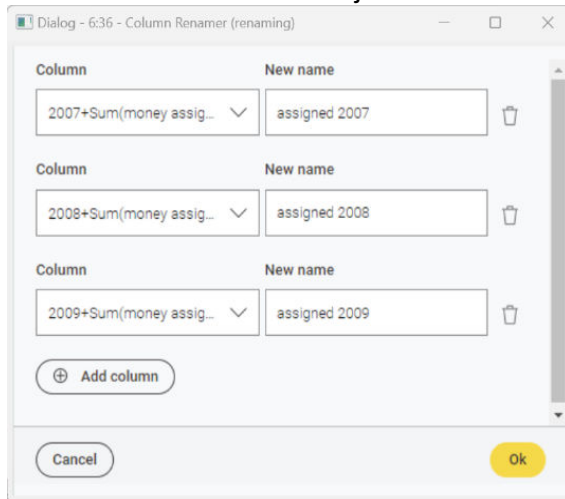 Dialog - 6:36 - Column Renamer (renaming)
Column New name
2007+Sum(money assig... assigned 2007
Column New name
2008+Sum(money assig... assigned 2008
Column New name
2009+Sum(money assig... assigned 2009
Add column
Cancel Ok